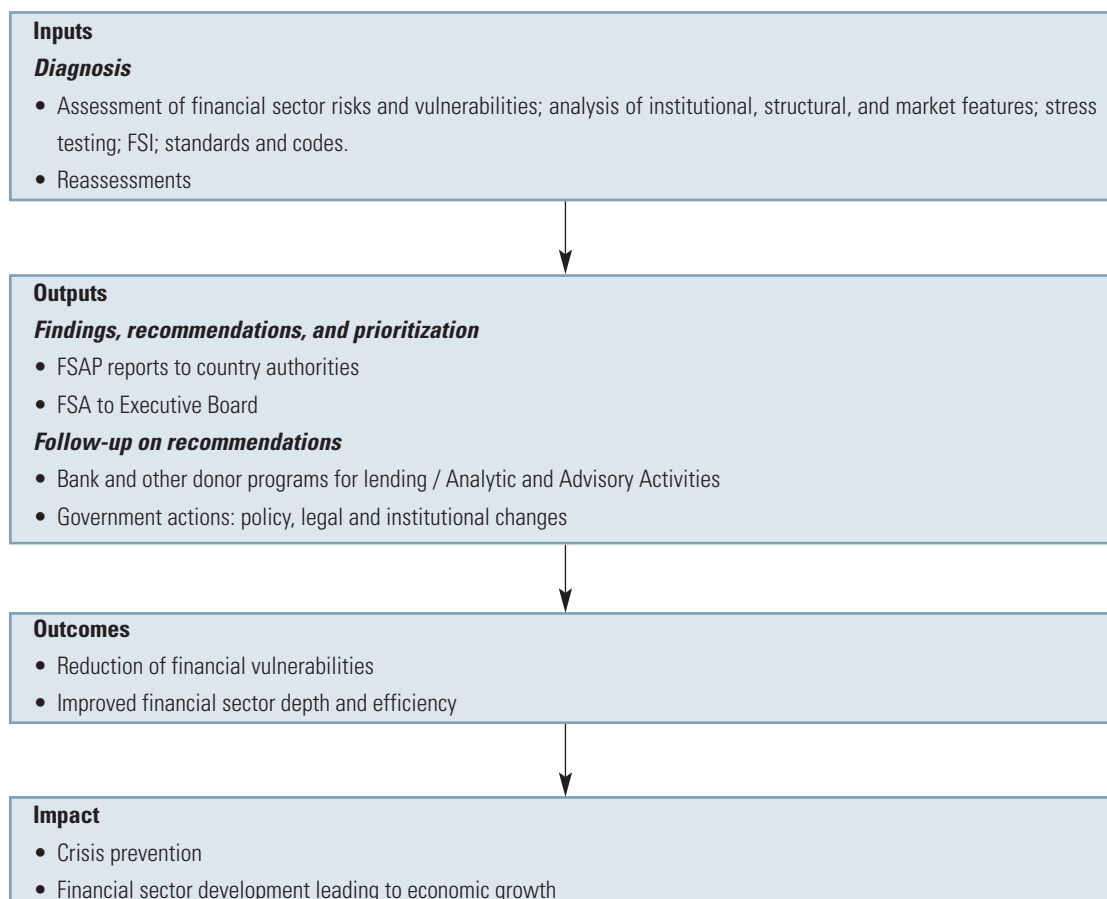 Inputs
Diagnosis
• Assessment of financial sector risks and vulnerabilities; analysis of institutional, structural, and market features; stress
testing; FSI; standards and codes.
• Reassessments
Outputs
Findings, recommendations, and prioritization
• FSAP reports to country authorities
• FSA to Executive Board
Follow-up on recommendations
• Bank and other donor programs for lending / Analytic and Advisory Activities
• Government actions: policy, legal and institutional changes
Outcomes
• Reduction of financial vulnerabilities
• Improved financial sector depth and efficiency
Impact
• Crisis prevention
• Financial sector development leading to economic growth